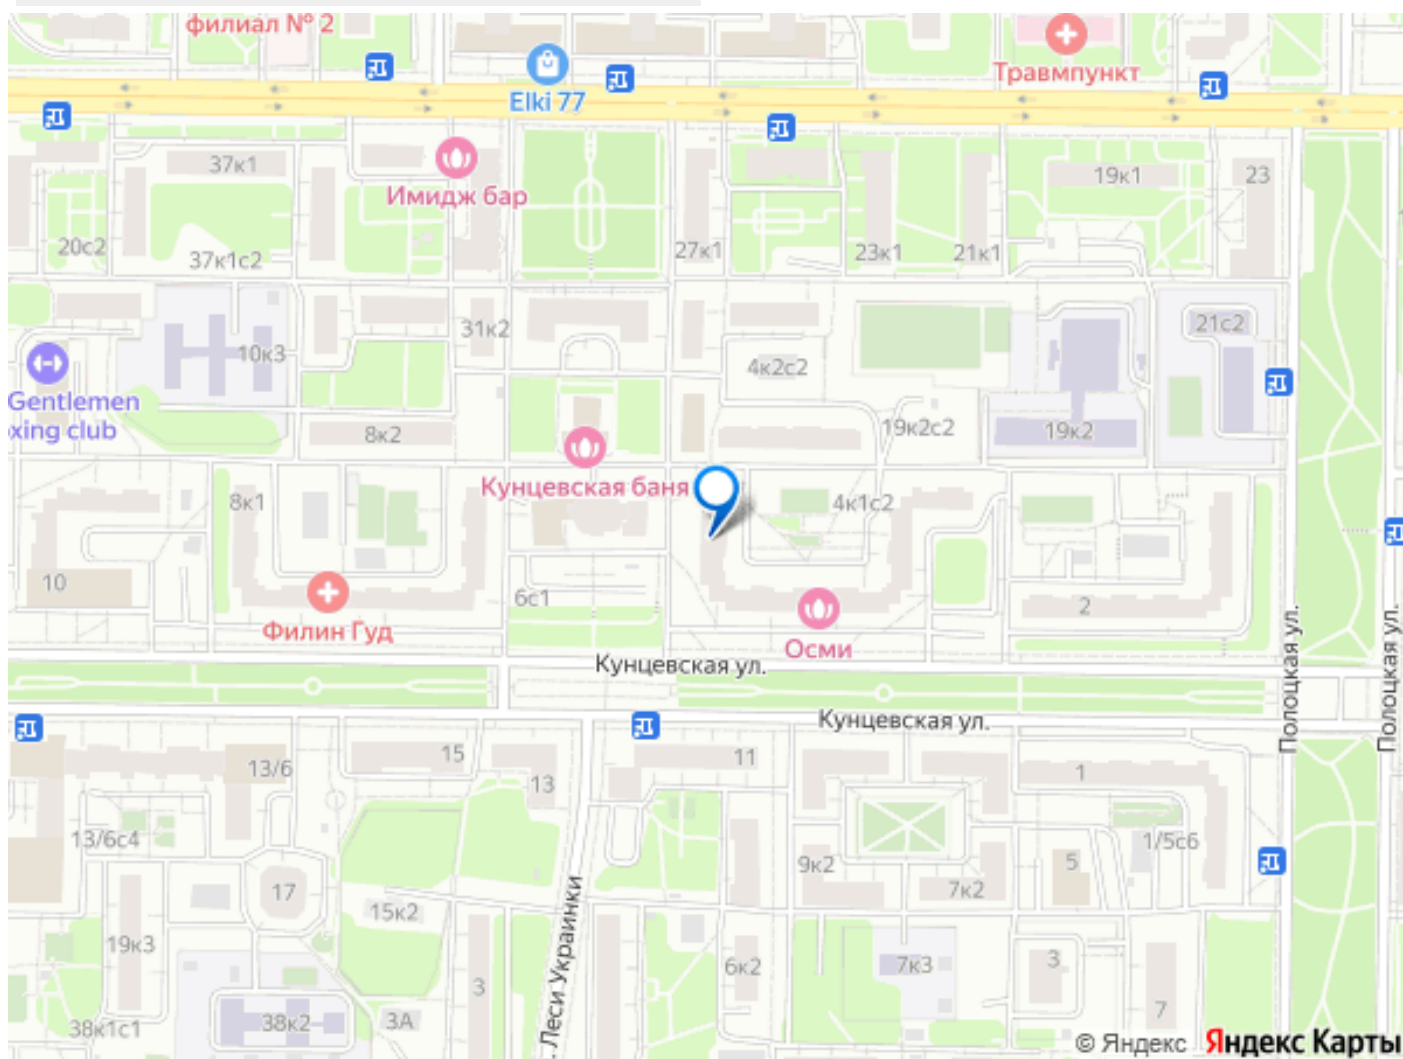 филиал № 2
Травмпункт
Elki 77
37к1
Имидж бар
19к1
23
20с2
37к1с2
27к1
23к1
21к1
31к2
21с2
10к3
4к2с2
Gentlemen
xing club
8к2
19к2с2
19к2
Кунцевская баня
8к1
4к1с2
10
6с1
2
Филин Гуд
Осми
Кунцевская ул.
Полоцкая ул.
Полоцкая ул.
Кунцевская ул.
15
11
13/6
13
1
13/6с4
1/5с6
9к2
5
17
7к2
15к2
Леси Украинки
19к3
6к2
7к3
3
3
7
38к1с1
38к2
3А
© Яндекс Яндекс Карты